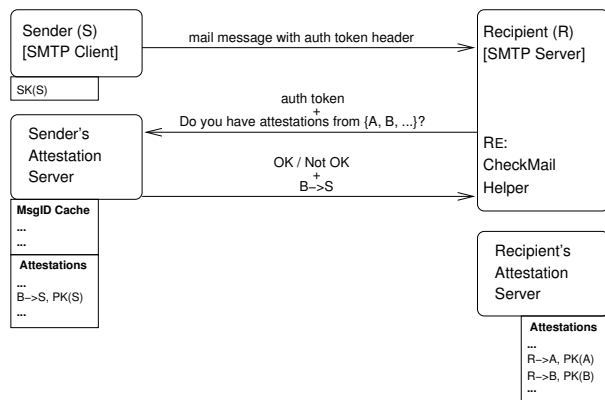 Sender (S)
[SMTP Client]
SK(S)
mail message with auth token header
Recipient (R)
[SMTP Server]
auth token
+
Do you have attestations from {A, B, ...}?
Sender's
Attestation
Server
RE:
CheckMail
Helper
OK / Not OK
+
B->S
MsgID Cache
...
...
Attestations
...
B->S, PK(S)
...
Recipient's
Attestation
Server
Attestations
...
R->A, PK(A)
R->B, PK(B)
...